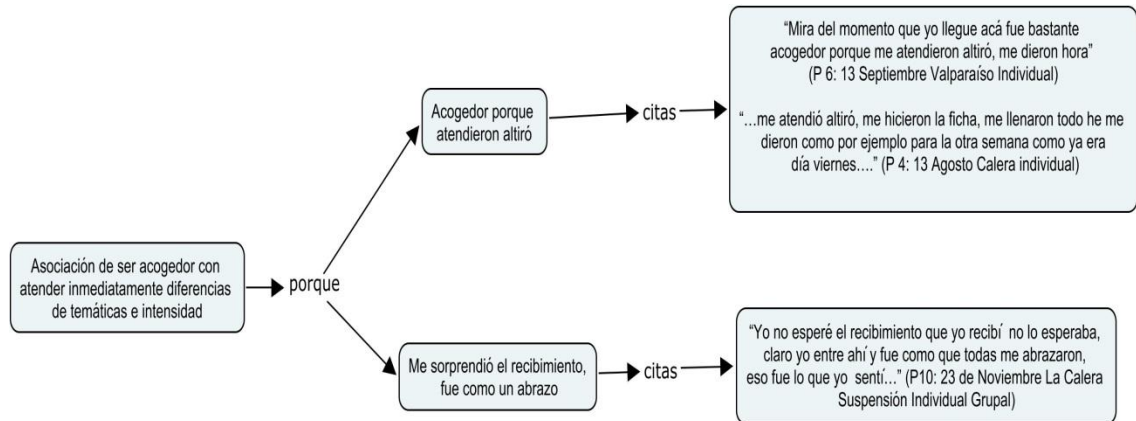 Asociación de ser acogedor con
atender inmediatamente diferencias
de temáticas e intensidad
porque
Acogedor porque
atendieron altiró
citas
“Mira del momento que yo llegue acá fue bastante
acogedor porque me atendieron altiró, me dieron hora”
(P 6: 13 Septiembre Valparaíso Individual)
“…me atendió altiró, me hicieron la ficha, me llenaron todo he me
dieron como por ejemplo para la otra semana como ya era
día viernes….” (P 4: 13 Agosto Calera individual)
Me sorprendió el recibimiento,
fue como un abrazo
citas
“Yo no esperé el recibimiento que yo recibí no lo esperaba,
claro yo entre ahí y fue como que todas me abrazaron,
eso fue lo que yo sentí…” (P10: 23 de Noviembre La Calera
Suspensión Individual Grupal)